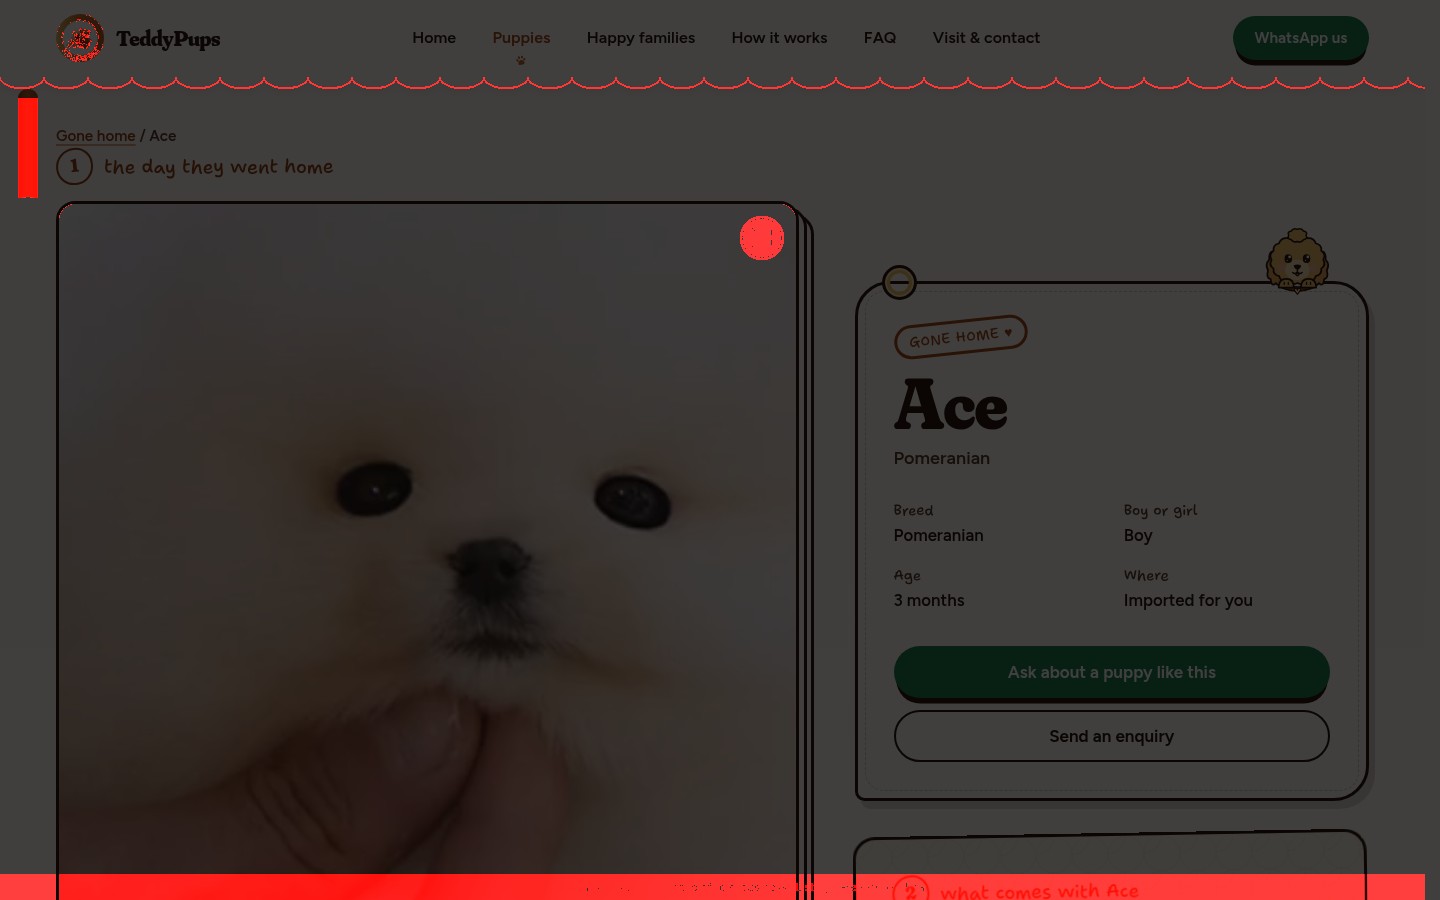 TeddyPups
Home
Puppies
Happy families
How it works
FAQ
Visit & contact
WhatsApp us
Gone home / Ace
1 the day they went home
GONE HOME ♥
Ace
Pomeranian
Breed
Boy or girl
Pomeranian
Boy
Age
Where
3 months
Imported for you
Ask about a puppy like this
Send an enquiry
2 what comes with Ace